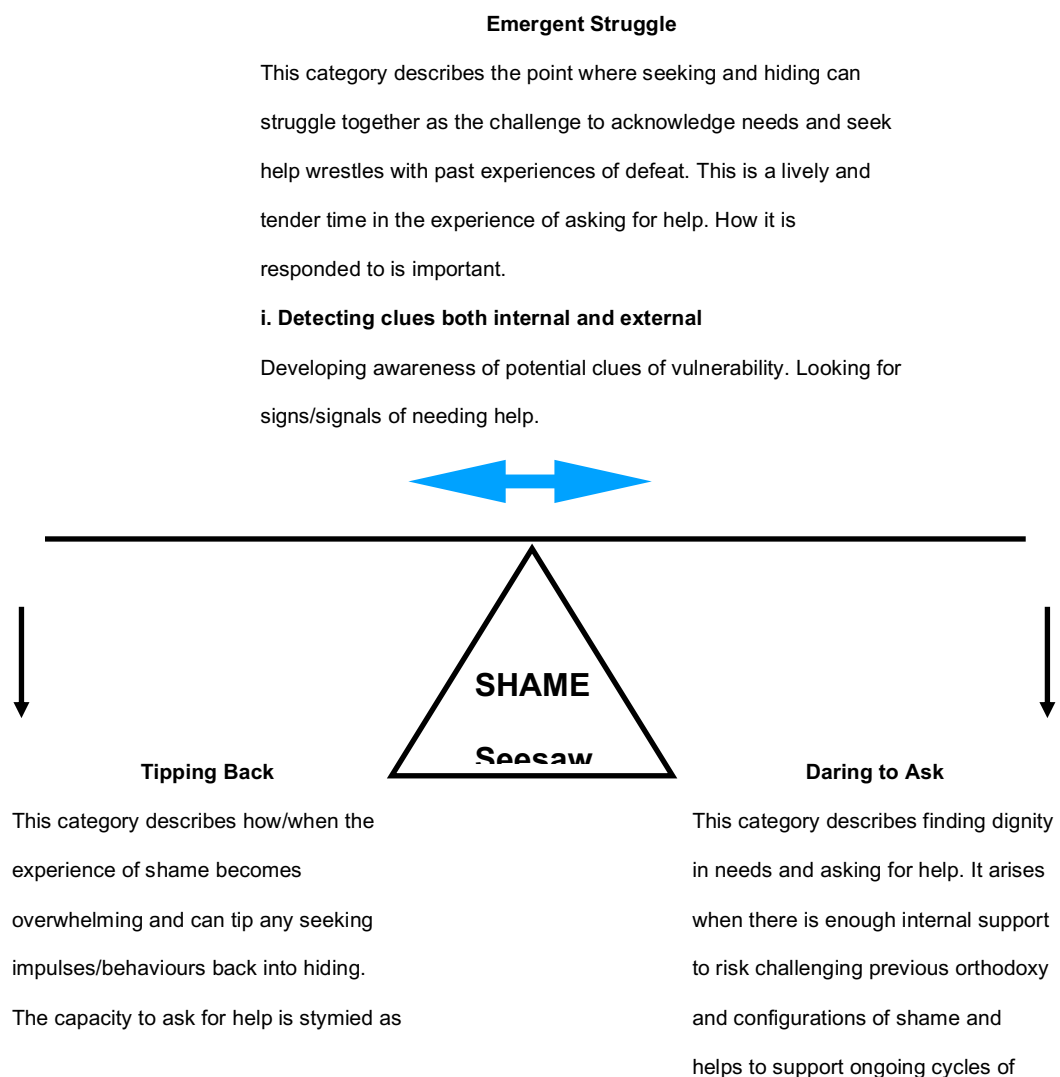 Emergent Struggle
This category describes the point where seeking and hiding can
struggle together as the challenge to acknowledge needs and seek
help wrestles with past experiences of defeat. This is a lively and
tender time in the experience of asking for help. How it is
responded to is important.
i. Detecting clues both internal and external
Developing awareness of potential clues of vulnerability. Looking for
signs/signals of needing help.
SHAME
Seesaw
Tipping Back
This category describes how/when the
experience of shame becomes
overwhelming and can tip any seeking
impulses/behaviours back into hiding.
The capacity to ask for help is stymied as
Daring to Ask
This category describes finding dignity
in needs and asking for help. It arises
when there is enough internal support
to risk challenging previous orthodoxy
and configurations of shame and
helps to support ongoing cycles of